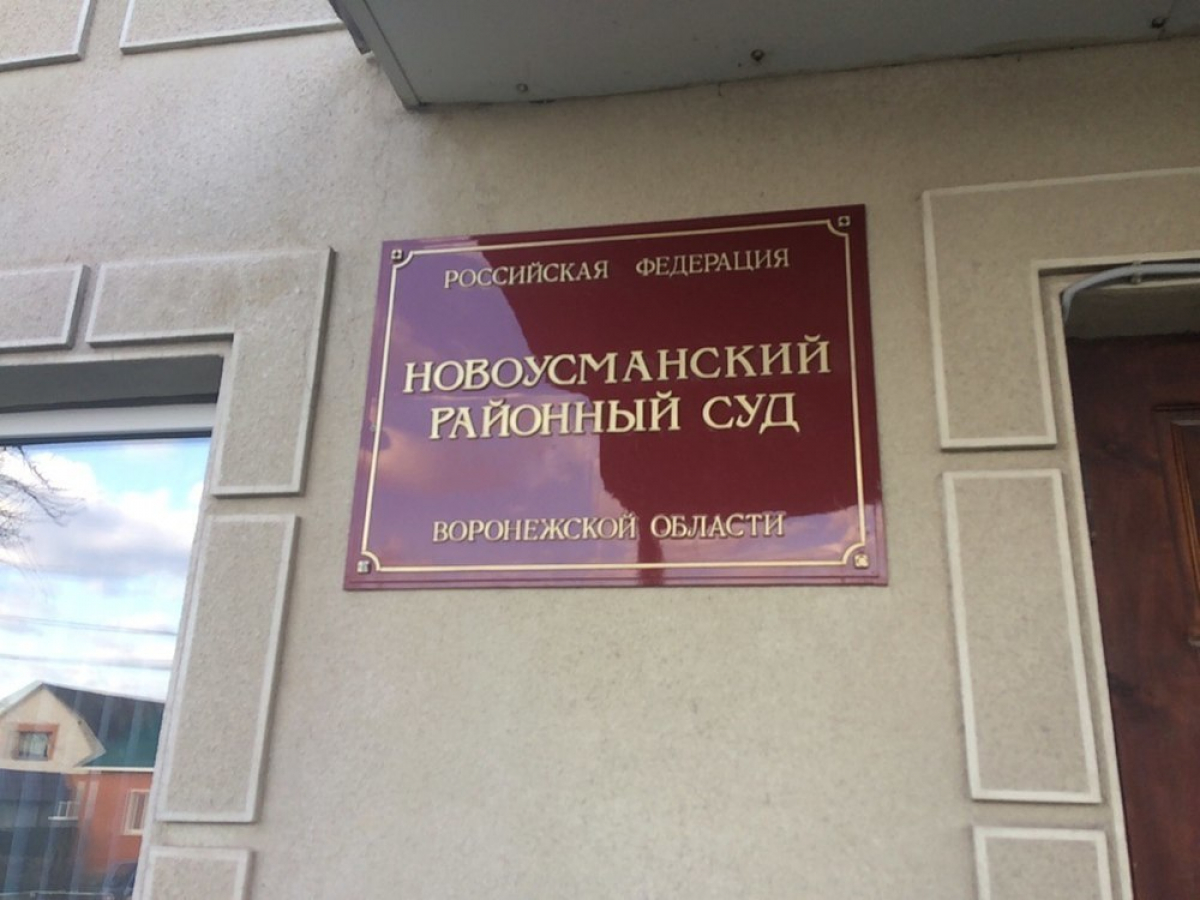 РОССИЙСКАЯ ФЕДЕРАЦИЯ
НОВОУСМАНСКИЙ
РАЙОННЫЙ СУД
ВОРОНЕЖСКОЙ ОБЛАСТИ